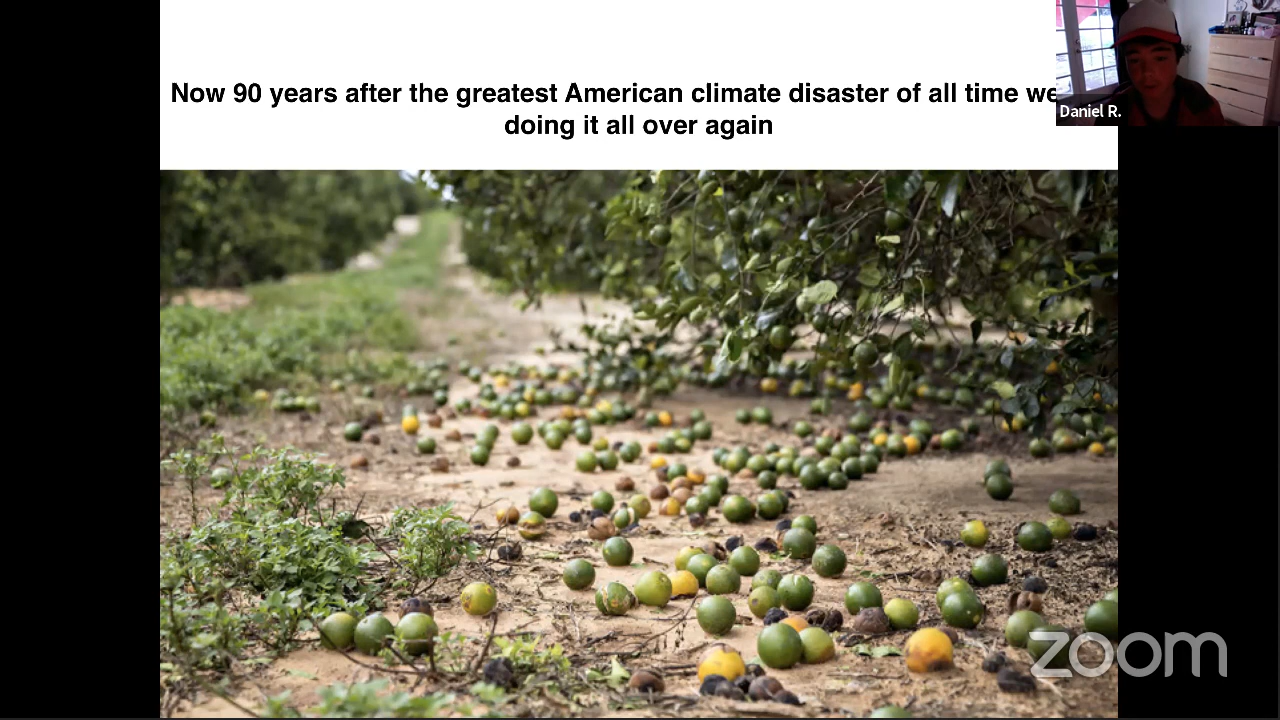 Now 90 years after the greatest American climate disaster of all time we
doing it all over again
Daniel R.
zoom